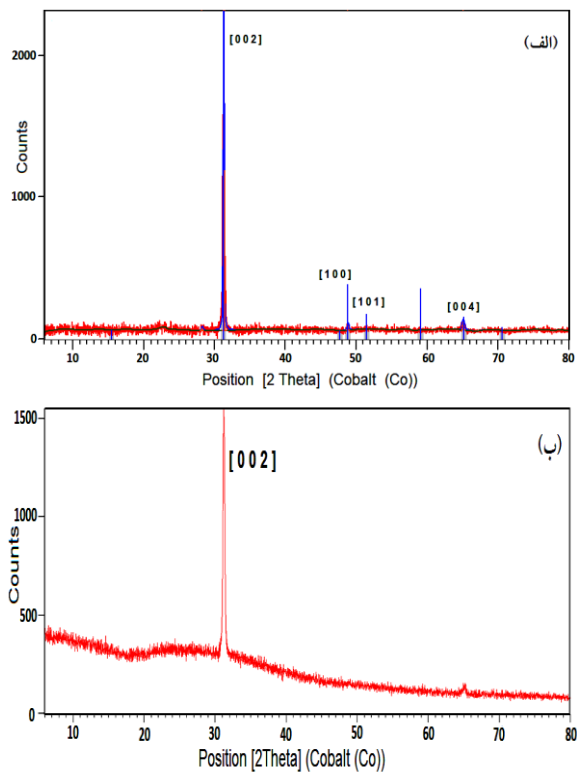 (الف)
[002]
[100]
[101]
[004]
Counts
2000
1000
0
10 20 30 40 50 60 70 80
Position [2 Theta] (Cobalt (Co))
(ب)
[002]
Counts
1500
1000
500
0
10 20 30 40 50 60 70 80
Position [2Theta] (Cobalt (Co))